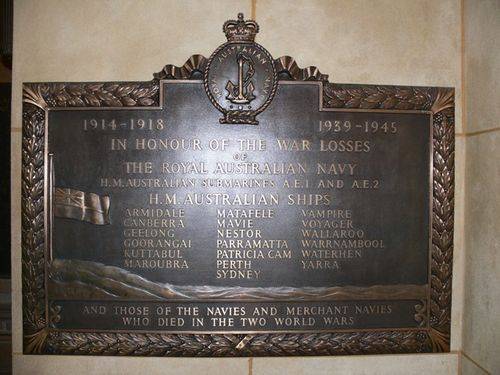 ROYAL AUSTRALIAN NAVY
1914-1918 1939-1945
IN HONOUR OF THE WAR LOSSES
OF
THE ROYAL AUSTRALIAN NAVY
H.M. AUSTRALIAN SUBMARINES A.E.1 AND A.E.2
H.M. AUSTRALIAN SHIPS
ARMIDALE MATAFELE VAMPIRE
CANBERRA MAVIE VOYAGER
GEELONG NESTOR WALLAROO
GOORANGAI PARRAMATTA WARRNAMBOOL
KUTTABUL PATRICIA CAM WATERHEN
MAROUBRA PERTH YARRA
SYDNEY
AND THOSE OF THE NAVIES AND MERCHANT NAVIES
WHO DIED IN THE TWO WORLD WARS